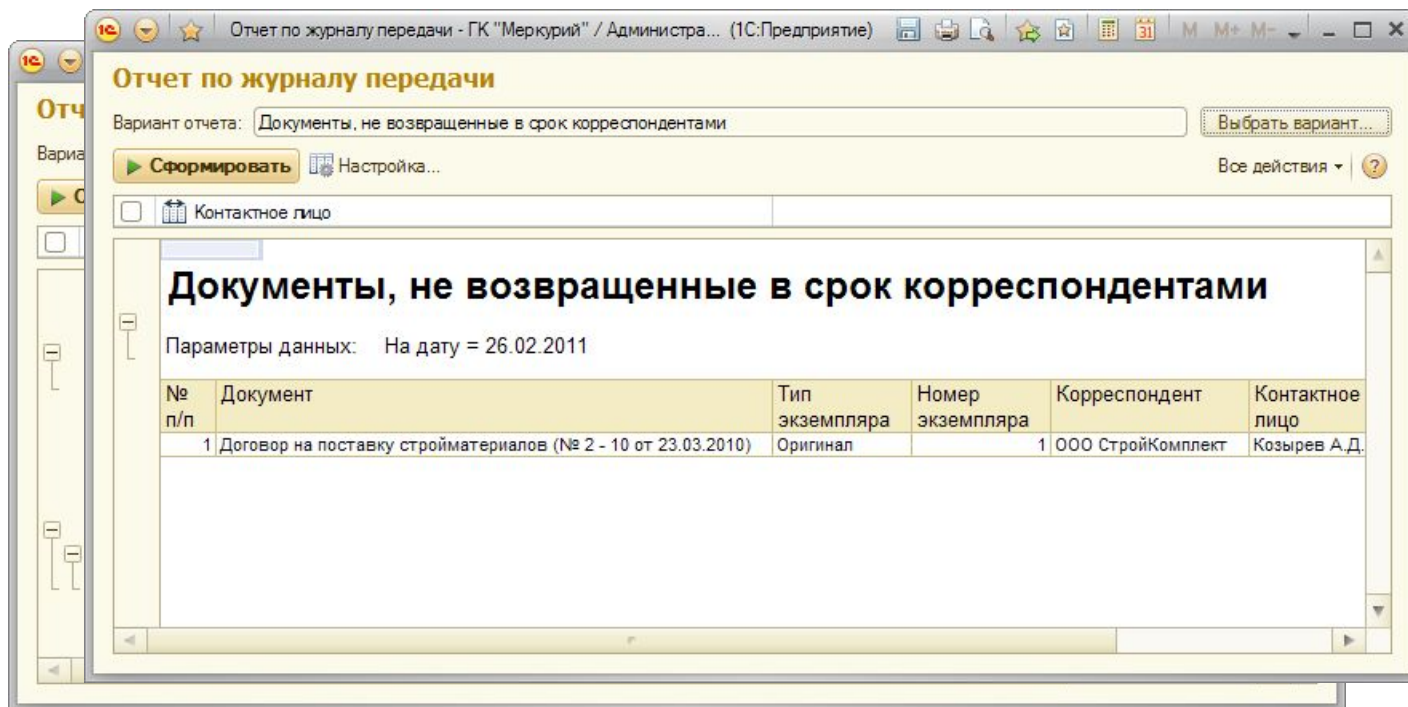 Отчет по журналу передачи - ГК "Меркурий" / Администра... (1С:Предприятие)
31 M M+ M-
Отчет по журналу передачи
Вариант отчета: Документы, не возвращенные в срок корреспондентами Выбрать вариант...
Сформировать Настройка... Все действия ?
Контактное лицо
Документы, не возвращенные в срок корреспондентами
Параметры данных: На дату = 26.02.2011
№ п/п Документ Тип экземпляра Номер экземпляра Корреспондент Контактное лицо
1 Договор на поставку стройматериалов (№ 2 - 10 от 23.03.2010) Оригинал 1 ООО СтройКомплект Козырев А.Д.
Отч
Вариа
С